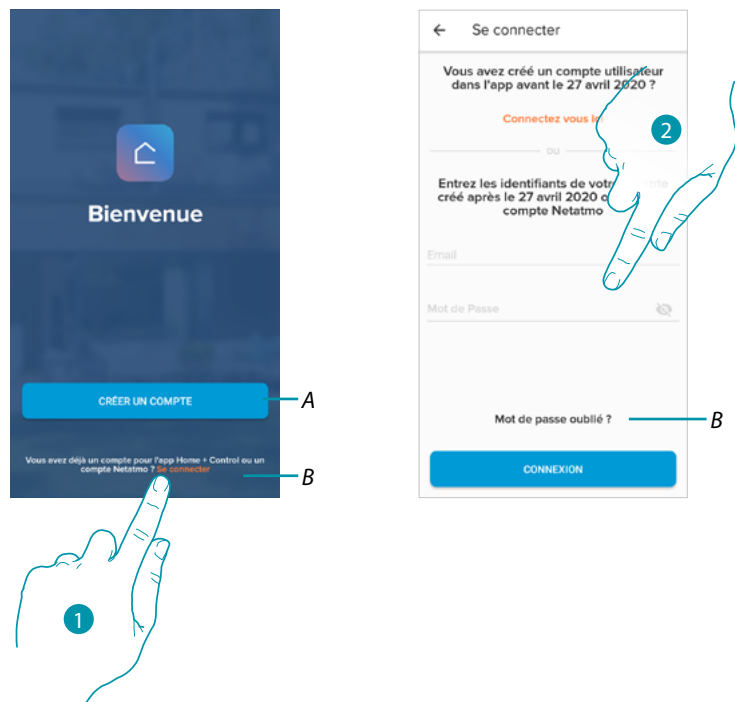 Bienvenue
CRÉER UN COMPTE
A
Vous avez déjà un compte pour l'app Home + Control ou un
compte Netatmo ? Se connecter
B
1
Se connecter
Vous avez créé un compte utilisateur
dans l'app avant le 27 avril 2020 ?
Connectez vous ici
2
OU
Entrez les identifiants de votre
créé après le 27 avril 2020 o
compte Netatmo
Email
Mot de Passe
Mot de passe oublié ?
B
CONNEXION